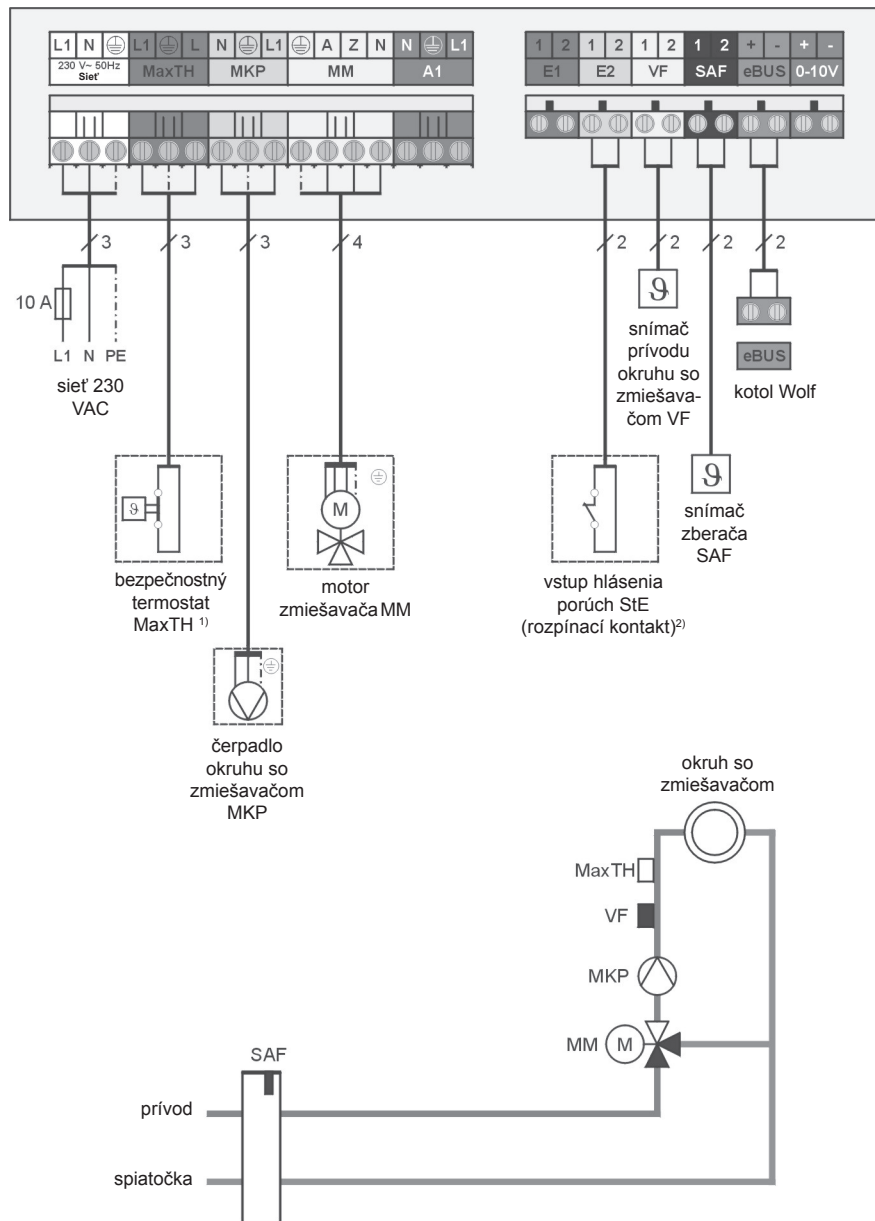 L1 N L1 L N L1 A Z N N L1
230 V~ 50Hz
Sieť
MaxTH MKP MM A1
1 2 1 2 1 2 1 2 + - + -
E1 E2 VF SAF eBUS 0-10V
3 3 3 4 2 2 2 2
10 A
L1 N PE
sieť 230
VAC
ϑ
snímač
prívodu
okruhu so
zmiešava-
čom VF
eBUS
kotol Wolf
ϑ
bezpečnostný
termostat
MaxTH 1)
M
motor
zmiešavača MM
vstup hlásenia
porúch StE
(rozpínací kontakt)2)
ϑ
snímač
zberača
SAF
čerpadlo
okruhu so
zmiešavačom
MKP
okruh so
zmiešavačom
MaxTH
VF
MKP
MM M
SAF
prívod
spiatočka